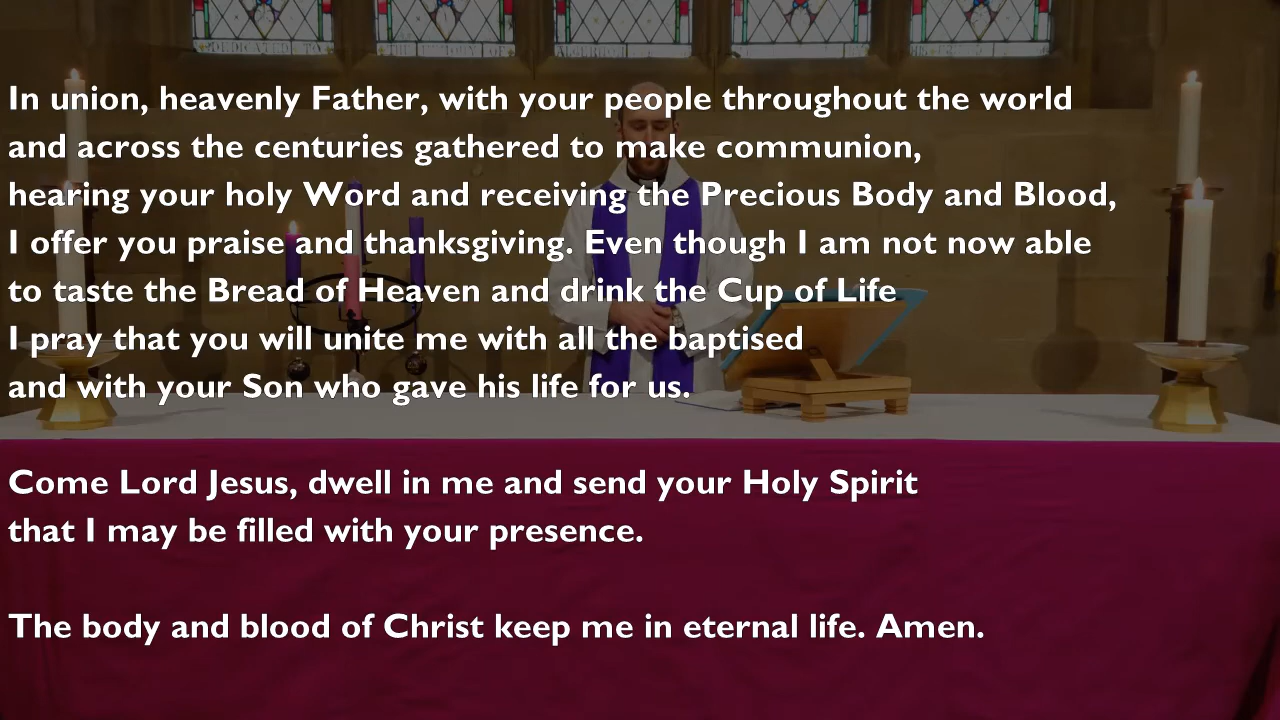 In union, heavenly Father, with your people throughout the world
and across the centuries gathered to make communion,
hearing your holy Word and receiving the Precious Body and Blood,
I offer you praise and thanksgiving. Even though I am not now able
to taste the Bread of Heaven and drink the Cup of Life
I pray that you will unite me with all the baptised
and with your Son who gave his life for us.
Come Lord Jesus, dwell in me and send your Holy Spirit
that I may be filled with your presence.
The body and blood of Christ keep me in eternal life. Amen.